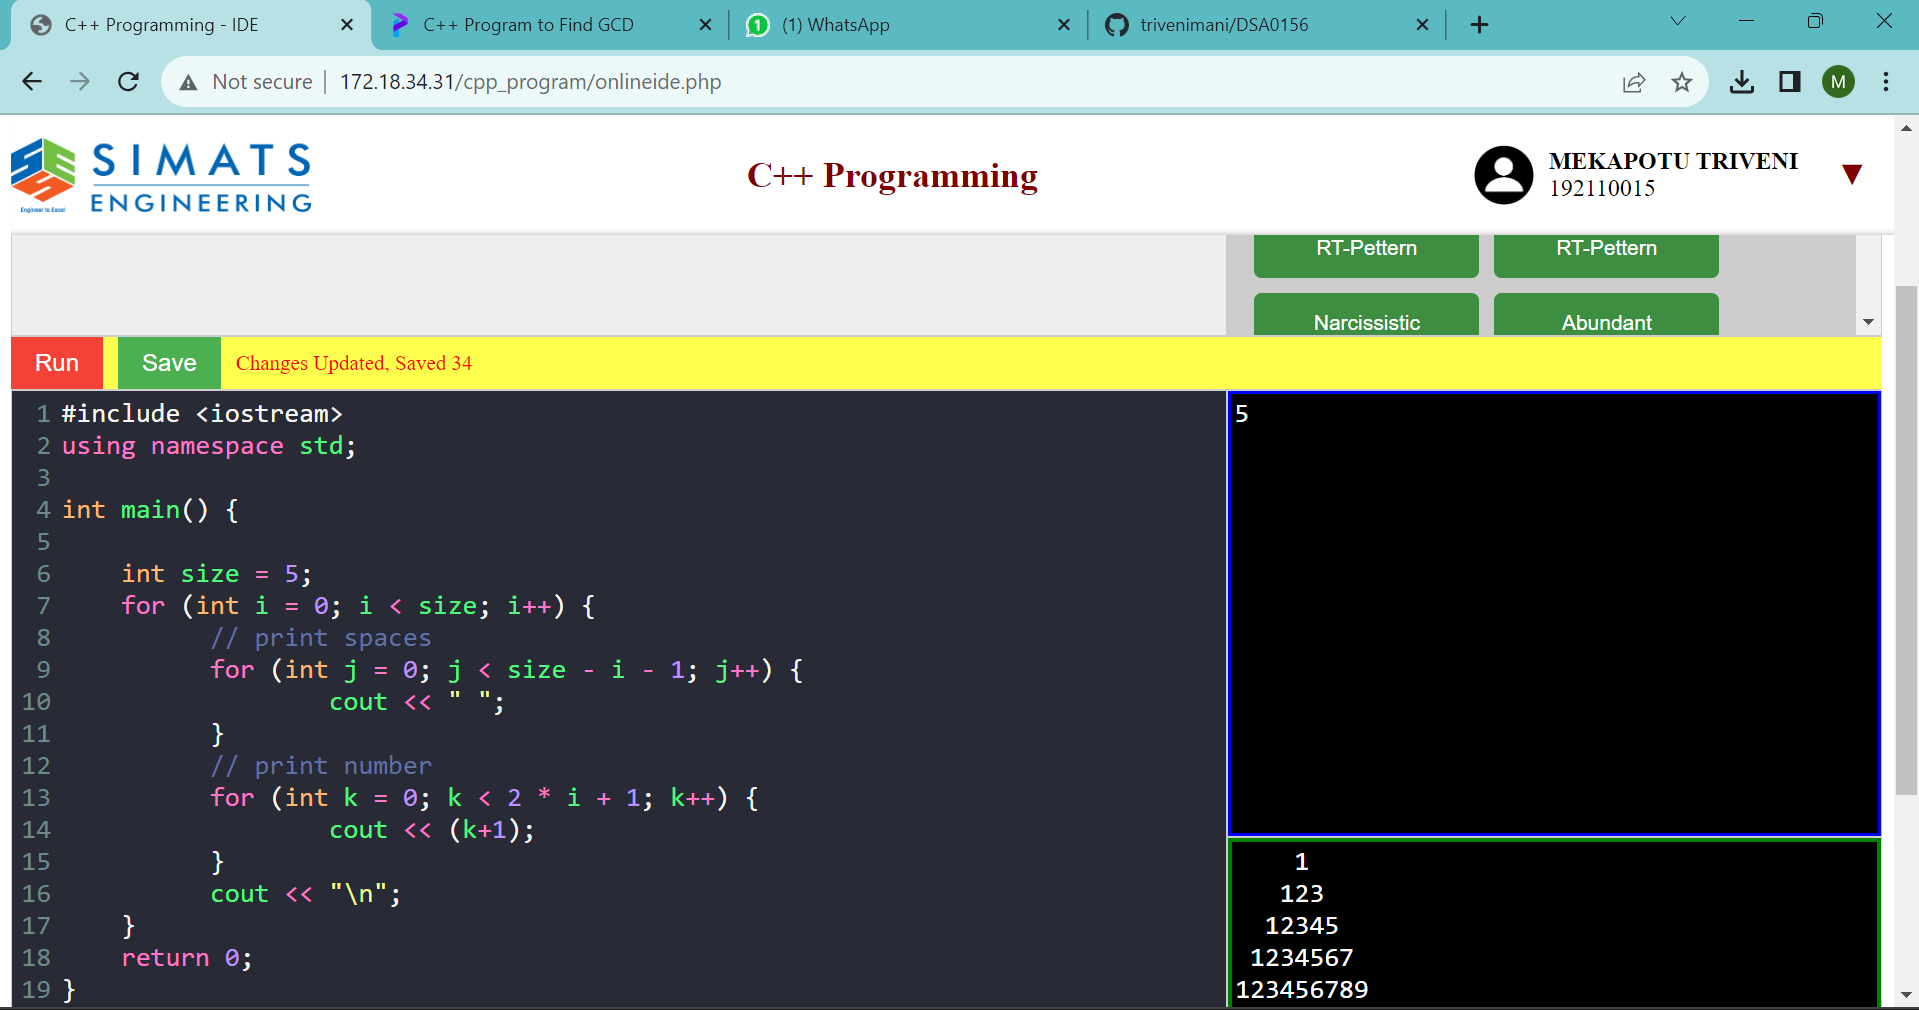 C++ Programming - IDE
C++ Program to Find GCD
(1) WhatsApp
trivenimani/DSA0156
Not secure
172.18.34.31/cpp_program/onlineide.php
M
SIMATS
ENGINEERING
Engineer to Excel
C++ Programming
MEKAPOTU TRIVENI
192110015
RT-Pettern
RT-Pettern
Narcissistic
Abundant
Run
Save
Changes Updated, Saved 34
1 #include <iostream>
2 using namespace std;
3
4 int main() {
5
6     int size = 5;
7     for (int i = 0; i < size; i++) {
8           // print spaces
9           for (int j = 0; j < size - i - 1; j++) {
10                  cout << " ";
11          }
12          // print number
13          for (int k = 0; k < 2 * i + 1; k++) {
14                  cout << (k+1);
15          }
16          cout << "\n";
17    }
18    return 0;
19 }
5
    1
   123
  12345
 1234567
123456789